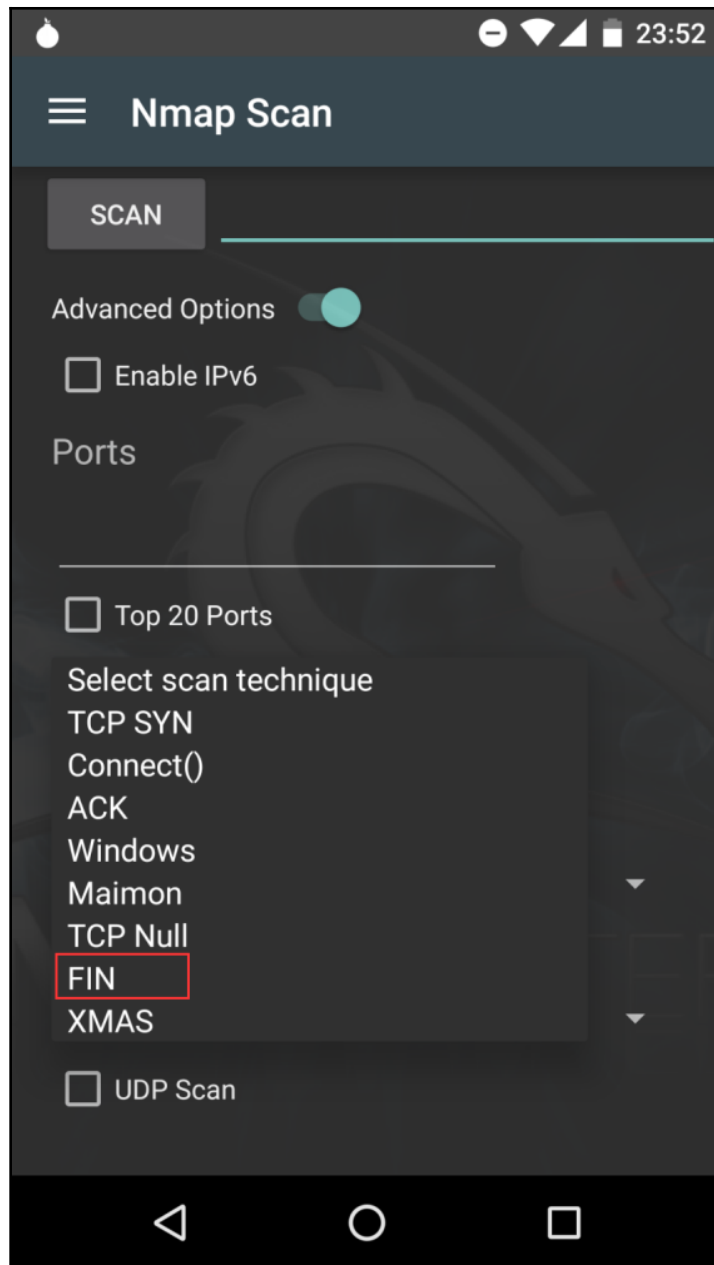 23:52
Nmap Scan
SCAN
Advanced Options
Enable IPv6
Ports
Top 20 Ports
Select scan technique
TCP SYN
Connect()
ACK
Windows
Maimon
TCP Null
FIN
XMAS
UDP Scan